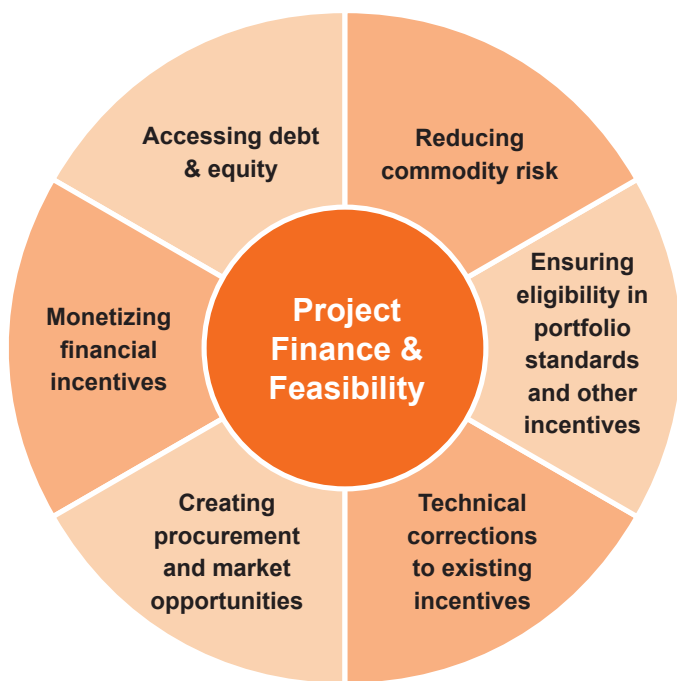 Accessing debt
& equity
Reducing
commodity risk
Ensuring
eligibility in
portfolio
standards
and other
incentives
Technical
corrections
to existing
incentives
Creating
procurement
and market
opportunities
Monetizing
financial
incentives
Project
Finance &
Feasibility